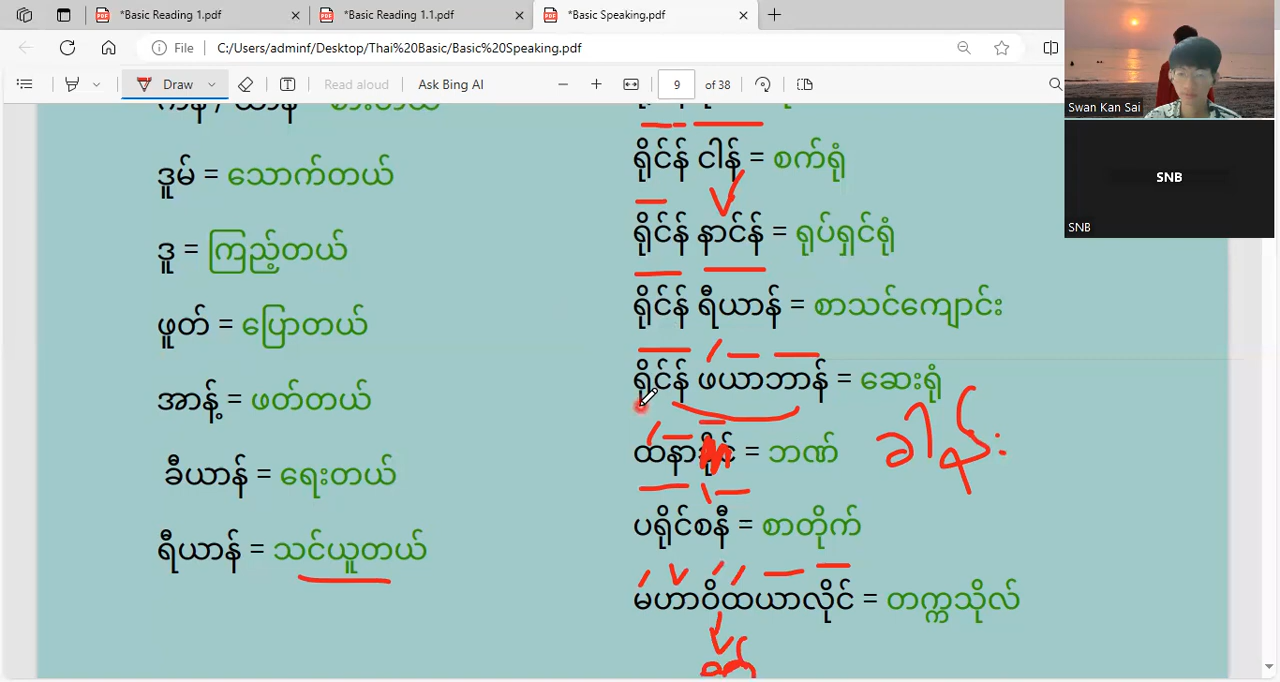 *Basic Reading 1.pdf
*Basic Reading 1.1.pdf
*Basic Speaking.pdf
File C:/Users/adminf/Desktop/Thai%20Basic/Basic%20Speaking.pdf
Draw
Read aloud
Ask Bing AI
9 of 38
Swan Kan Sai
SNB
SNB
ဒူမ် = သောက်တယ်
ဒူ = ကြည့်တယ်
ဖူတ် = ပြောတယ်
အာန့် = ဖတ်တယ်
ခီယာန် = ရေးတယ်
ရီယာန် = သင်ယူတယ်
ရိုင်န် ငါန် = စက်ရုံ
ရိုင်န် နာင်န် = ရုပ်ရှင်ရုံ
ရိုင်န် ရီယာန် = စာသင်ကျောင်း
ရိုင်န် ဖယာဘာန် = ဆေးရုံ
= ဘဏ်
ပရိုင်စနီ = စာတိုက်
မဟာဝိထယာလိုင် = တက္ကသိုလ်
ခါန်း